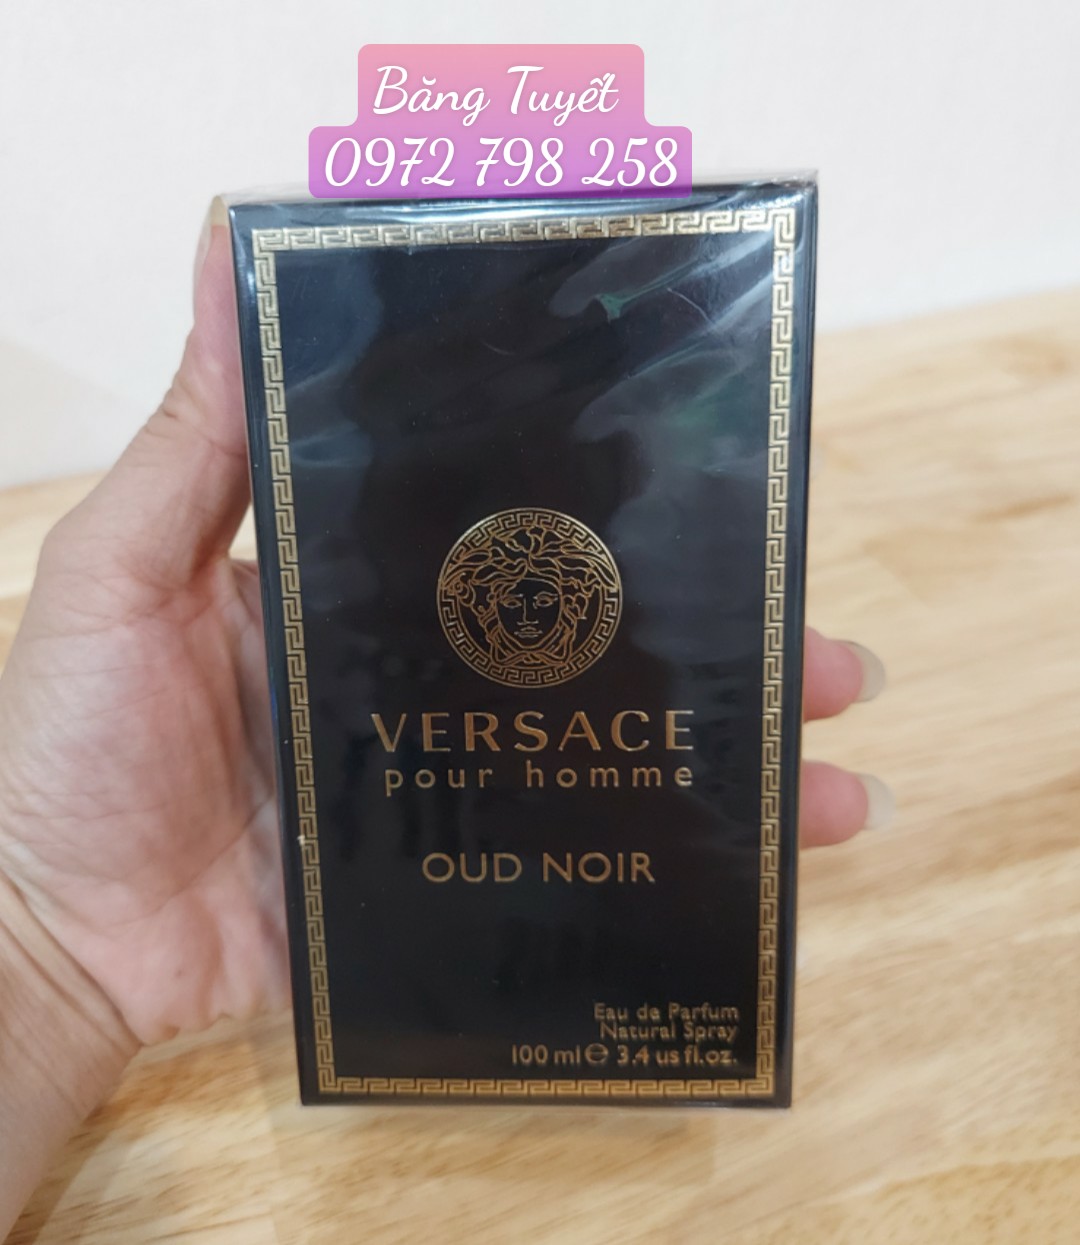 Băng Tuyết
0972 798 258
VERSACE
pour homme
OUD NOIR
Eau de Parfum
Natural Spray
100 ml ℮ 3.4 us fl.oz.